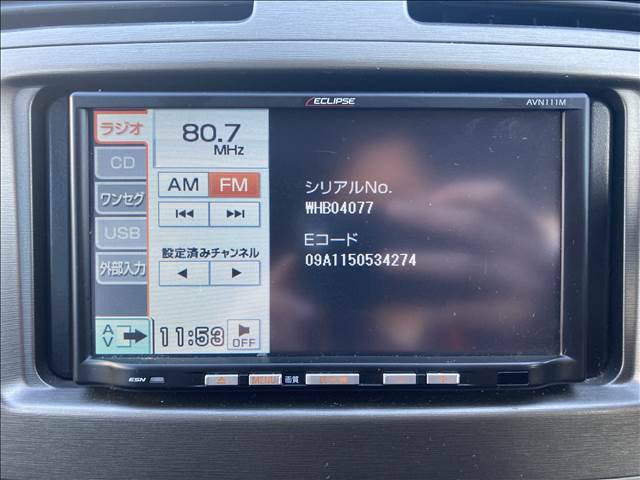 ECLIPSE
AVN111M
ラジオ
CD
ワンセグ
USB
外部入力
AV
80.7
MHz
AM FM
設定済みチャンネル
11:53
OFF
シリアルNo.
WHB04077
Eコード
09A1150534274
ESN
MENU
画質